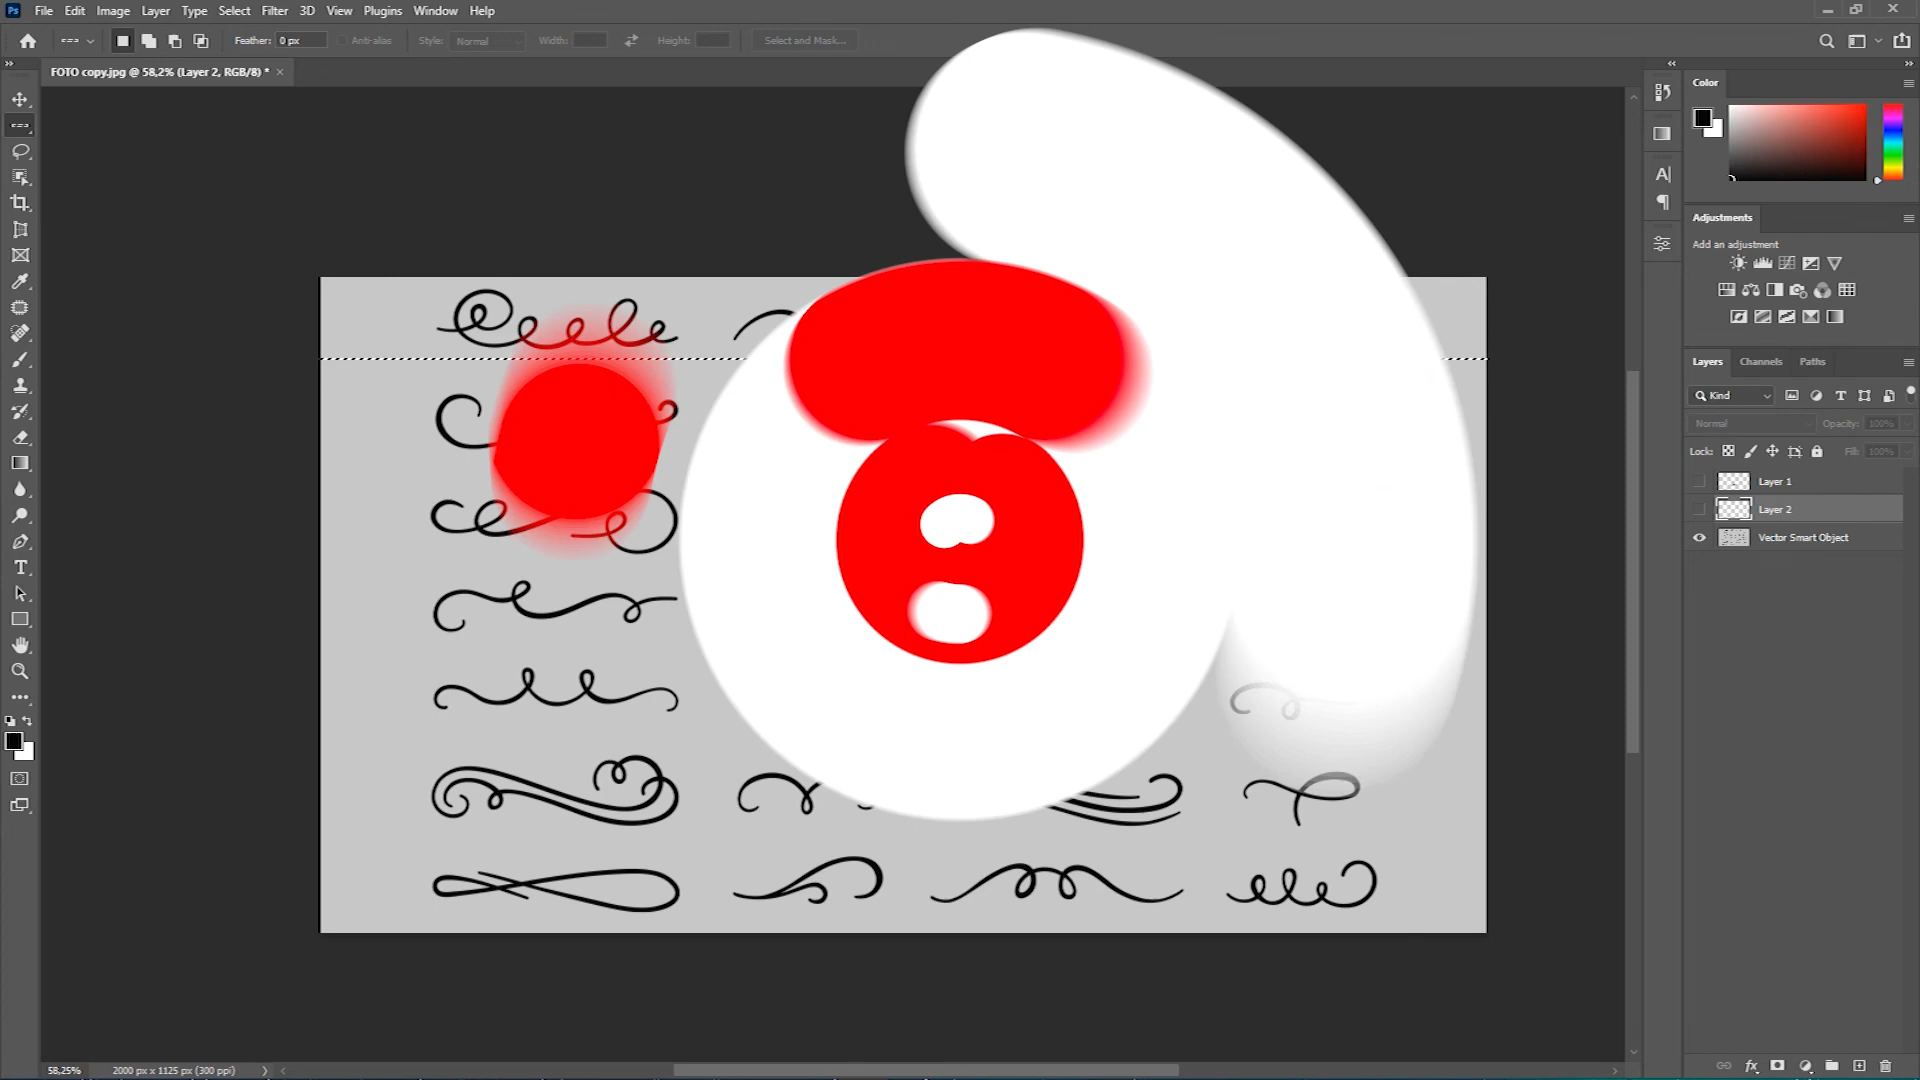 Ps File Edit Image Layer Type Select Filter 3D View Plugins Window Help
Feather: 0 px Anti-alias Style: Normal Width: Height: Select and Mask...
FOTO copy.jpg @ 58,2% (Layer 2, RGB/8) * ×
Color
Adjustments
Add an adjustment
Layers Channels Paths
Kind
Normal Opacity: 100%
Lock: Fill: 100%
Layer 1
Layer 2
Vector Smart Object
58,25% 2000 px x 1125 px (300 ppi)